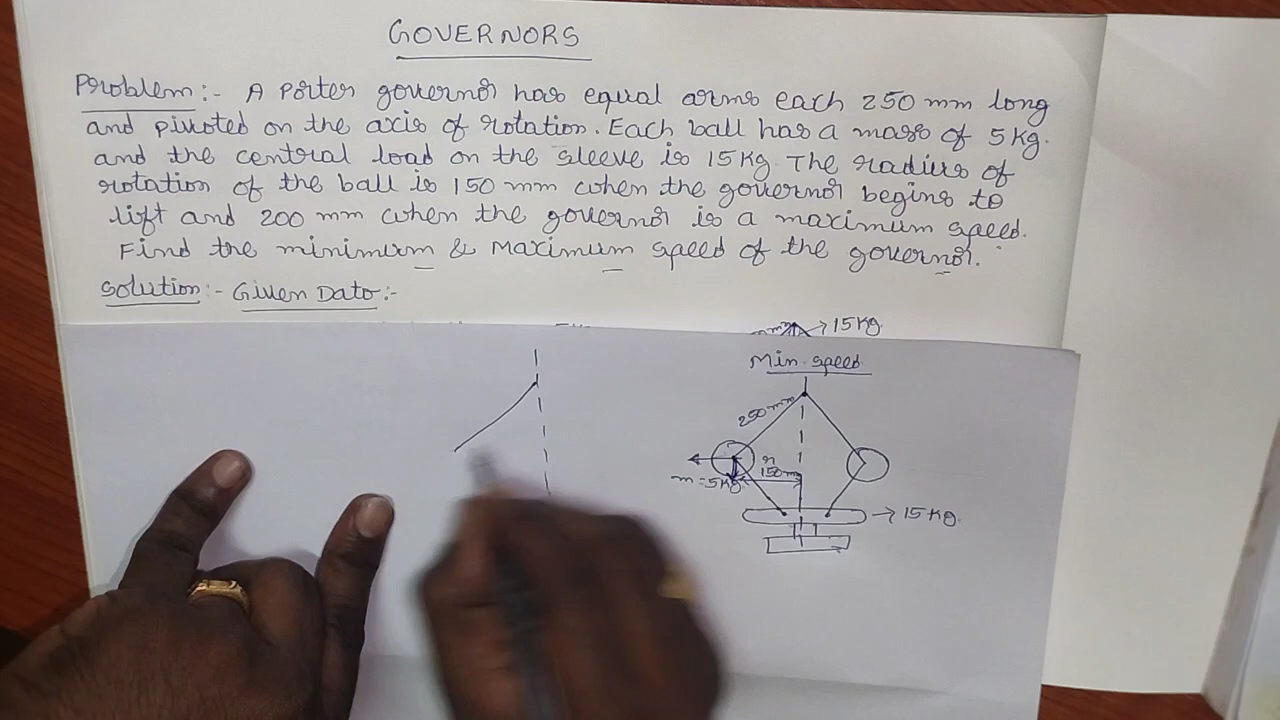 GOVERNORS
Problem:- A Porter governor has equal arms each 250 mm long
and pivoted on the axis of rotation. Each ball has a mass of 5 Kg.
and the central load on the sleeve is 15 Kg. The radius of
rotation of the ball is 150 mm when the governor begins to
lift and 200 mm when the governor is a maximum speed.
Find the minimum & Maximum speed of the governor.
Solution:- Given Data:-
15 Kg
Min. speed
250 mm
r
150 m
m = 5 Kg
15 Kg.